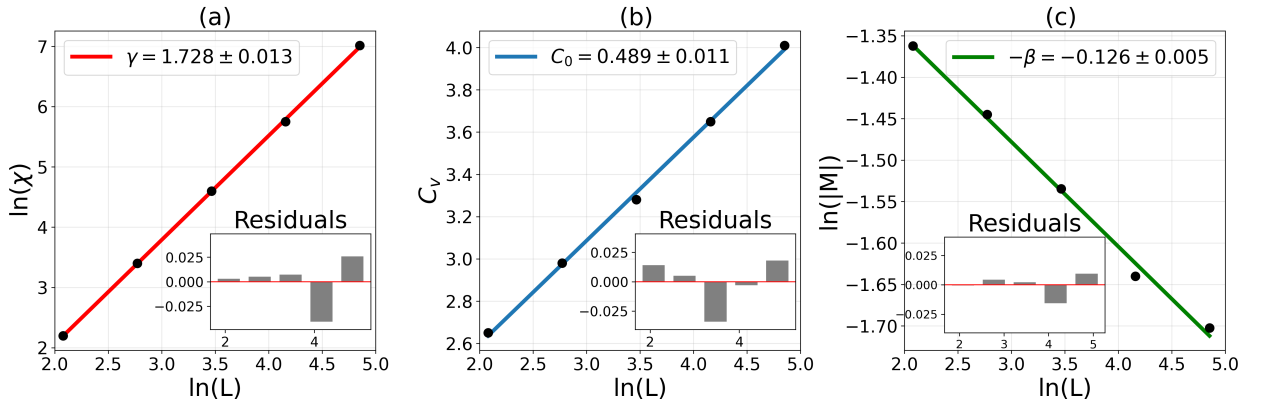 (a)
γ = 1.728 ± 0.013
ln(χ)
7
6
5
4
3
2
2.0 2.5 3.0 3.5 4.0 4.5 5.0
ln(L)
Residuals
0.025
0.000
−0.025
2 4
(b)
C₀ = 0.489 ± 0.011
Cᵥ
4.0
3.8
3.6
3.4
3.2
3.0
2.8
2.6
2.0 2.5 3.0 3.5 4.0 4.5 5.0
ln(L)
Residuals
0.025
0.000
−0.025
2 4
(c)
−β = −0.126 ± 0.005
ln(|M|)
−1.35
−1.40
−1.45
−1.50
−1.55
−1.60
−1.65
−1.70
2.0 2.5 3.0 3.5 4.0 4.5 5.0
ln(L)
Residuals
0.025
0.000
−0.025
2 3 4 5